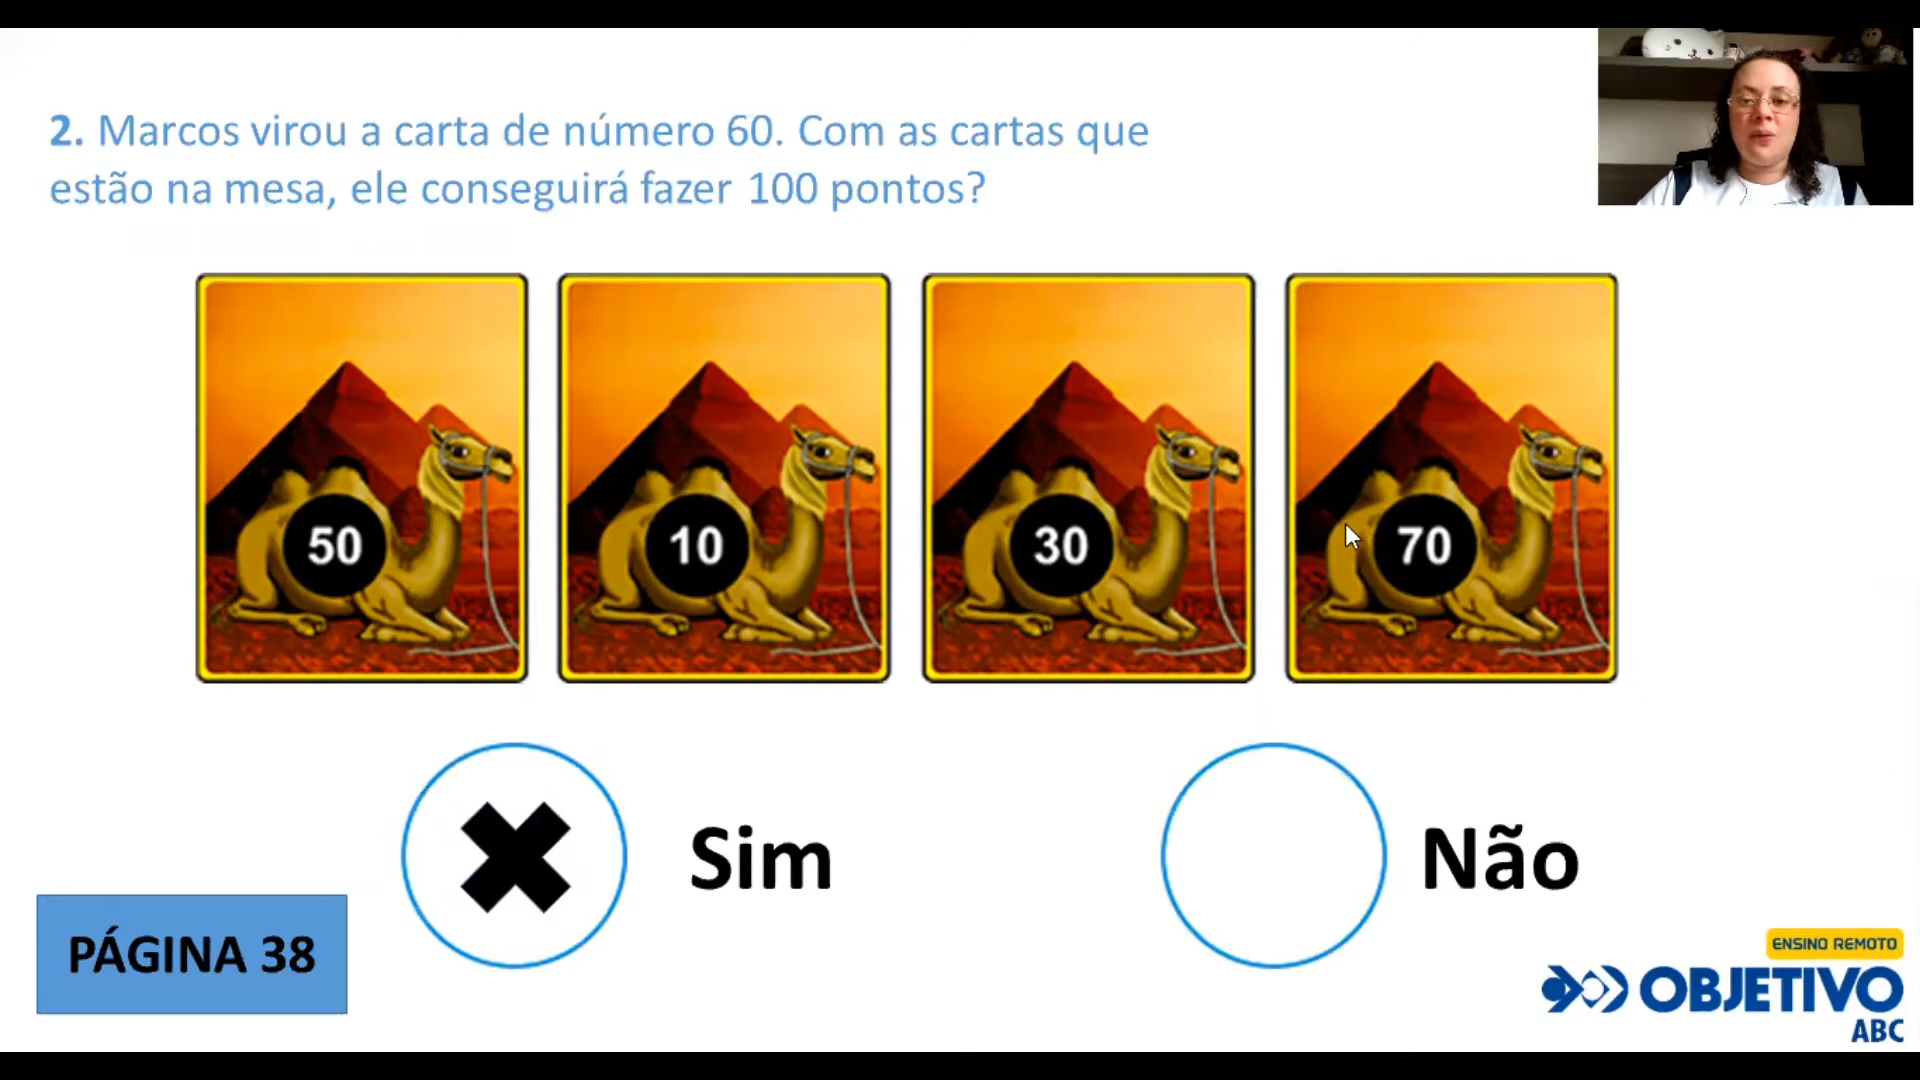 2. Marcos virou a carta de número 60. Com as cartas que
estão na mesa, ele conseguirá fazer 100 pontos?
50
10
30
70
Sim
Não
PÁGINA 38
ENSINO REMOTO
OBJETIVO
ABC